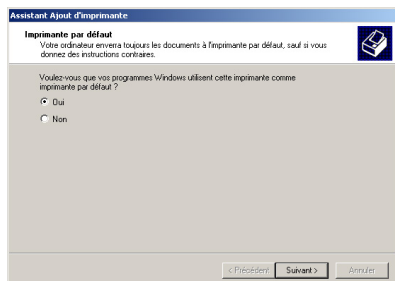 Assistant Ajout d'imprimante
Imprimante par défaut
Votre ordinateur enverra toujours les documents à l'imprimante par défaut, sauf si vous
donnez des instructions contraires.
Voulez-vous que vos programmes Windows utilisent cette imprimante comme
imprimante par défaut ?
Oui
Non
< Précédent
Suivant >
Annuler